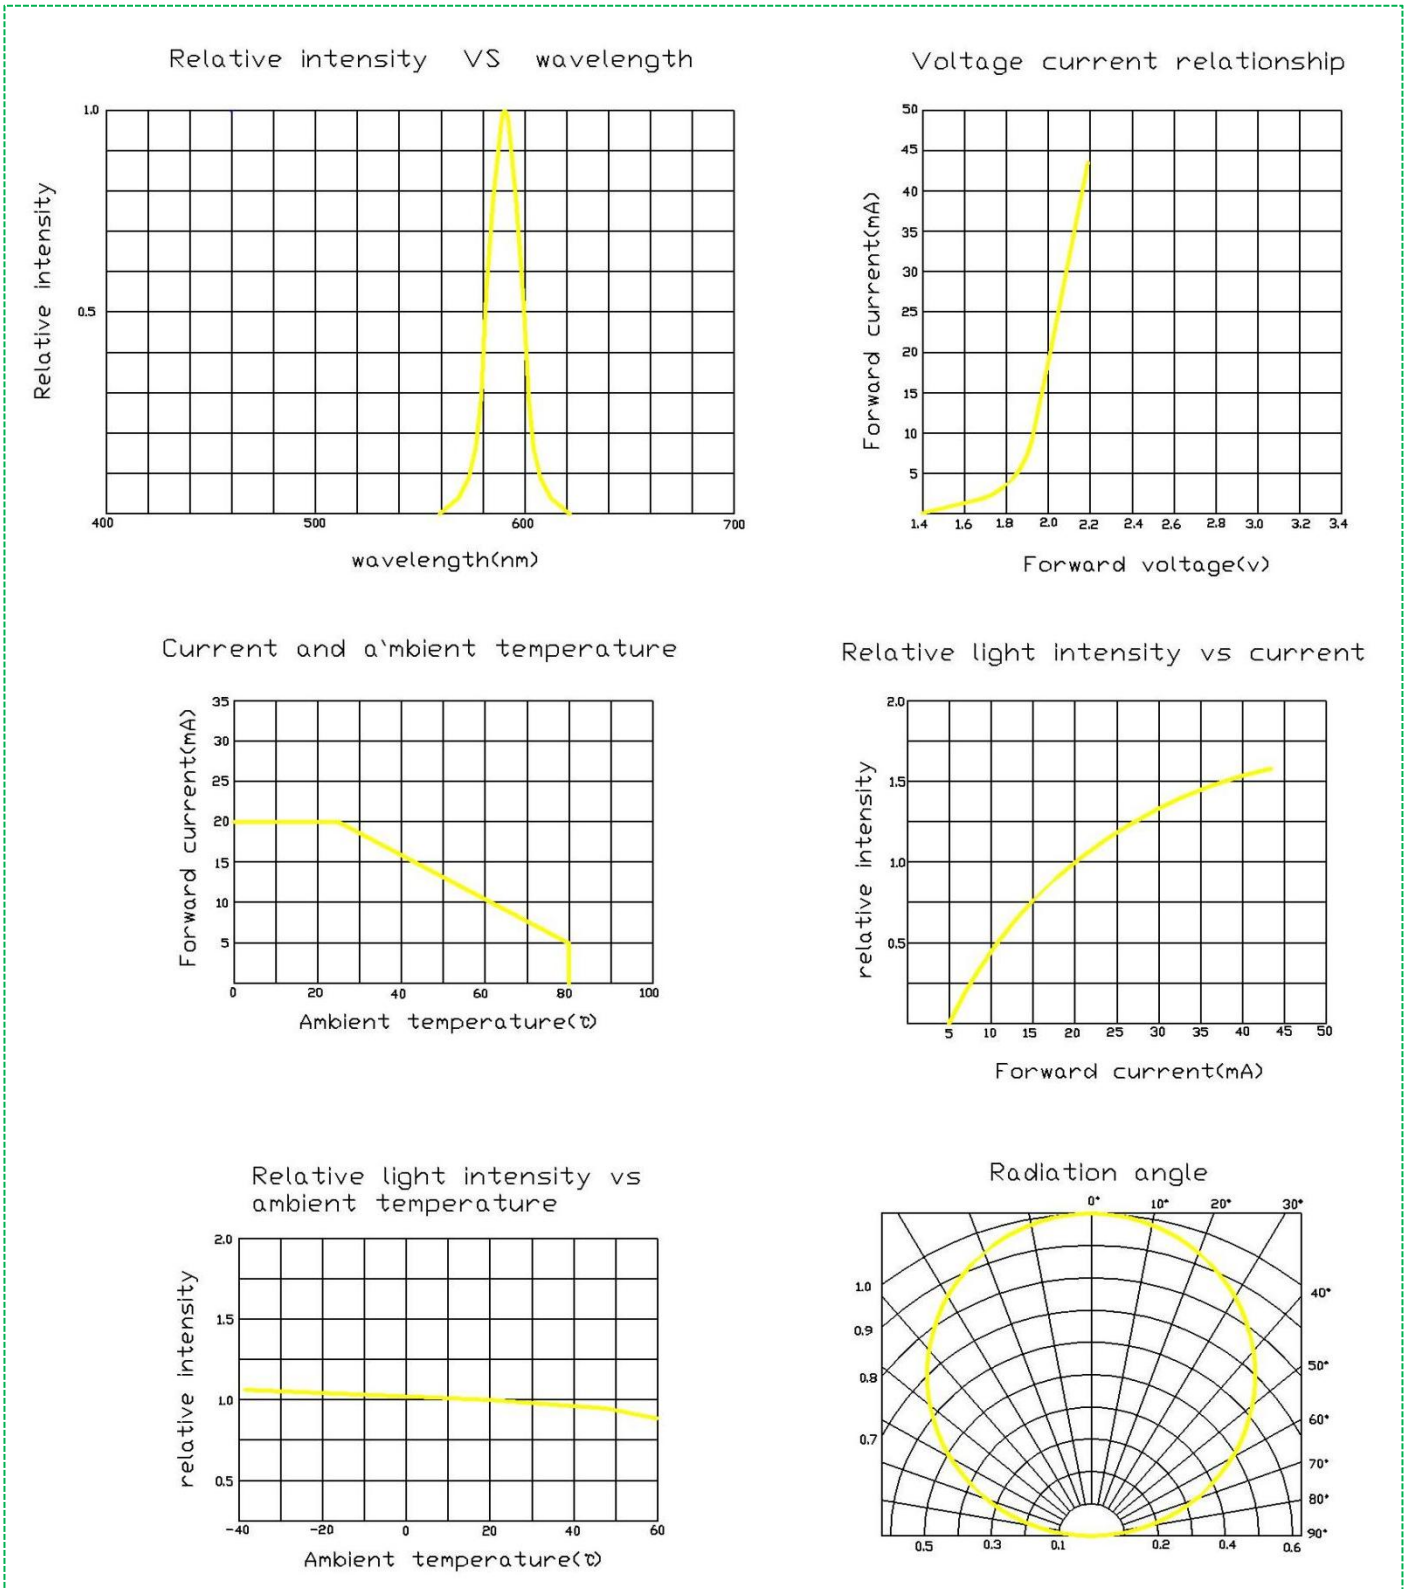 Relative intensity VS wavelength
1.0
0.5
Relative intensity
400 500 600 700
wavelength(nm)
Voltage current relationship
50
45
40
35
30
25
20
15
10
5
Forward current(mA)
1.4 1.6 1.8 2.0 2.2 2.4 2.6 2.8 3.0 3.2 3.4
Forward voltage(v)
Current and a`mbient temperature
35
30
25
20
15
10
5
Forward current(mA)
0 20 40 60 80 100
Ambient temperature(℃)
Relative light intensity vs current
2.0
1.5
1.0
0.5
relative intensity
5 10 15 20 25 30 35 40 45 50
Forward current(mA)
Relative light intensity vs
ambient temperature
2.0
1.5
1.0
0.5
relative intensity
-40 -20 0 20 40 60
Ambient temperature(℃)
Radiation angle
0° 10° 20° 30°
40°
50°
60°
70°
80°
90°
1.0
0.9
0.8
0.7
0.5 0.3 0.1 0.2 0.4 0.6